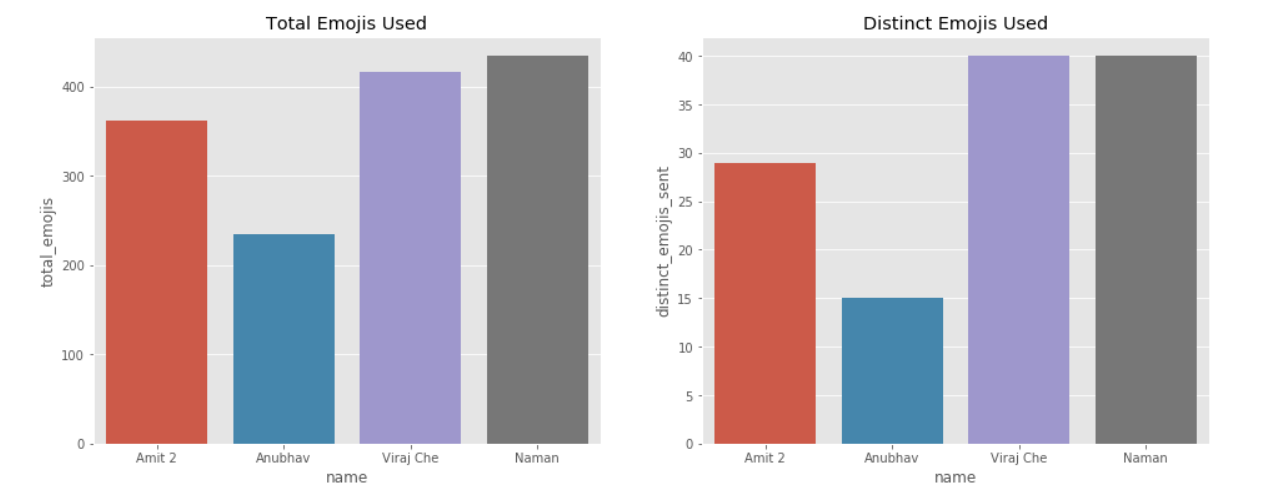 Total Emojis Used
400
300
200
100
0
total_emojis
Amit 2 Anubhav Viraj Che Naman
name
Distinct Emojis Used
40
35
30
25
20
15
10
5
0
distinct_emojis_sent
Amit 2 Anubhav Viraj Che Naman
name